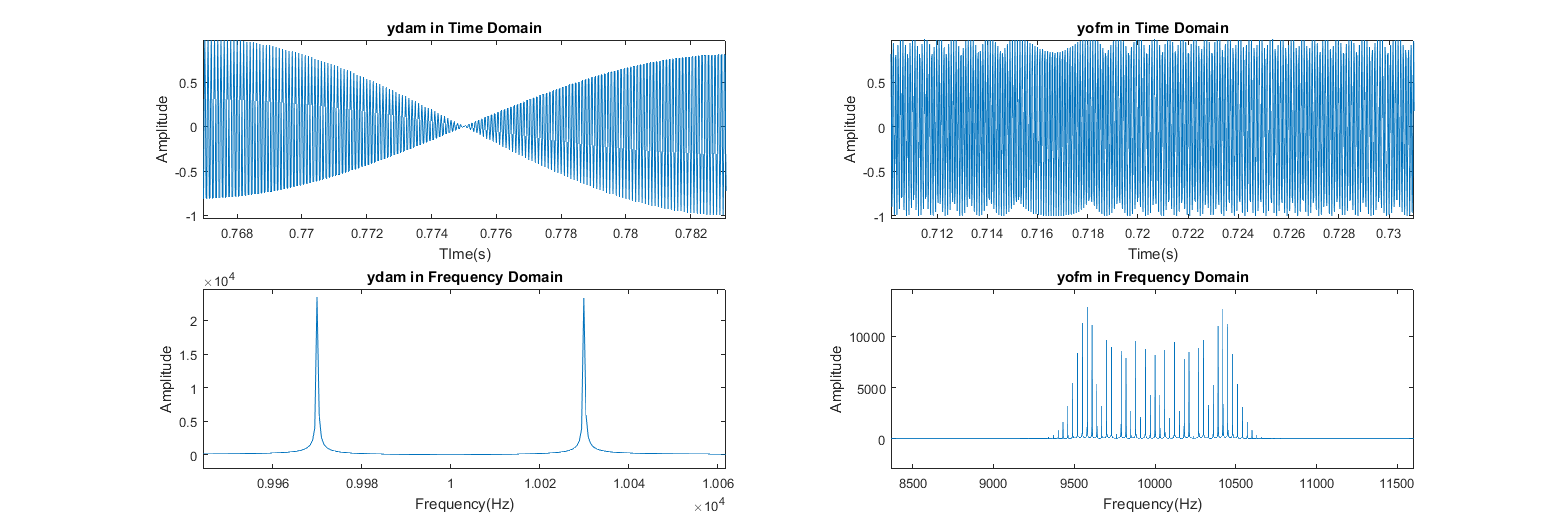 ydam in Time Domain
0.5
0
-0.5
-1
Amplitude
0.768 0.77 0.772 0.774 0.776 0.778 0.78 0.782
TIme(s)
yofm in Time Domain
0.5
0
-0.5
-1
Amplitude
0.712 0.714 0.716 0.718 0.72 0.722 0.724 0.726 0.728 0.73
Time(s)
ydam in Frequency Domain
×10^4
2
1.5
1
0.5
0
Amplitude
0.996 0.998 1 1.002 1.004 1.006
Frequency(Hz)
×10^4
yofm in Frequency Domain
10000
5000
0
Amplitude
8500 9000 9500 10000 10500 11000 11500
Frequency(Hz)